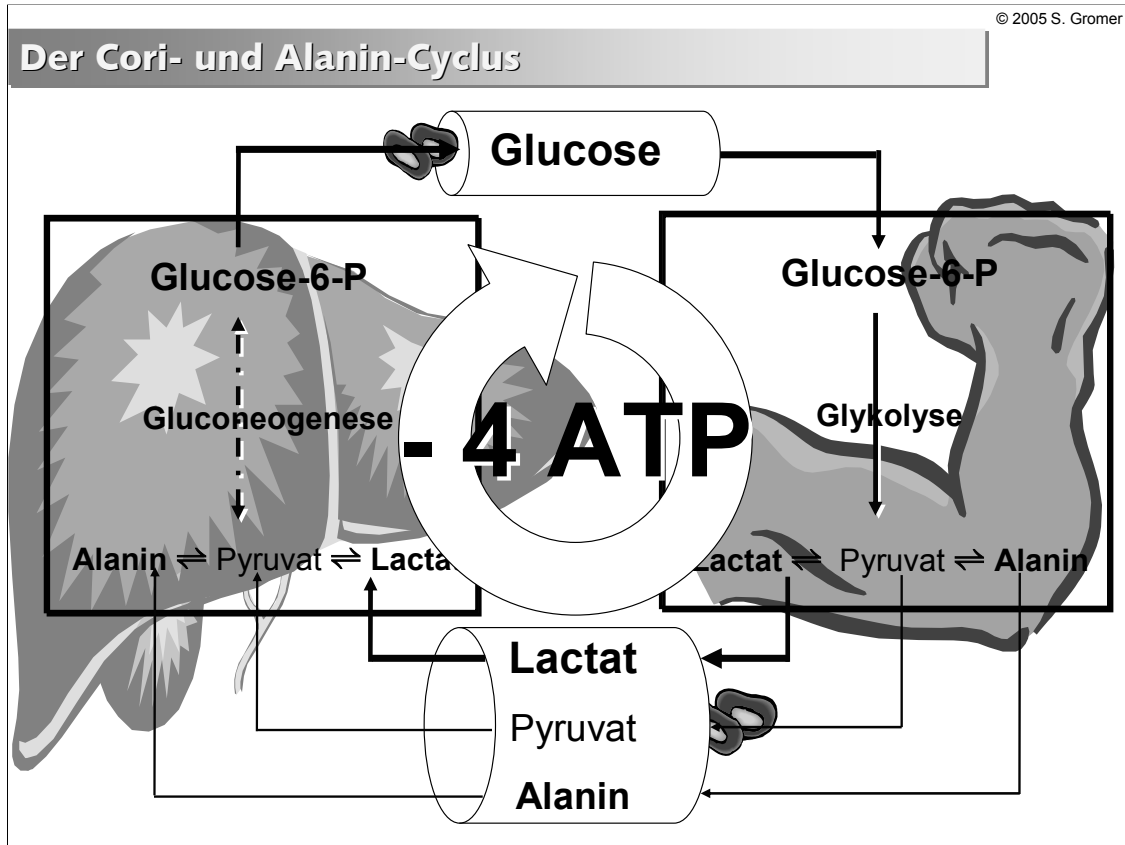 © 2005 S. Gromer
Der Cori- und Alanin-Cyclus
Glucose
Glucose-6-P
Glucose-6-P
Gluconeogenese
- 4 ATP
Glykolyse
Alanin ⇌ Pyruvat ⇌ Lacta
Lactat ⇌ Pyruvat ⇌ Alanin
Lactat
Pyruvat
Alanin